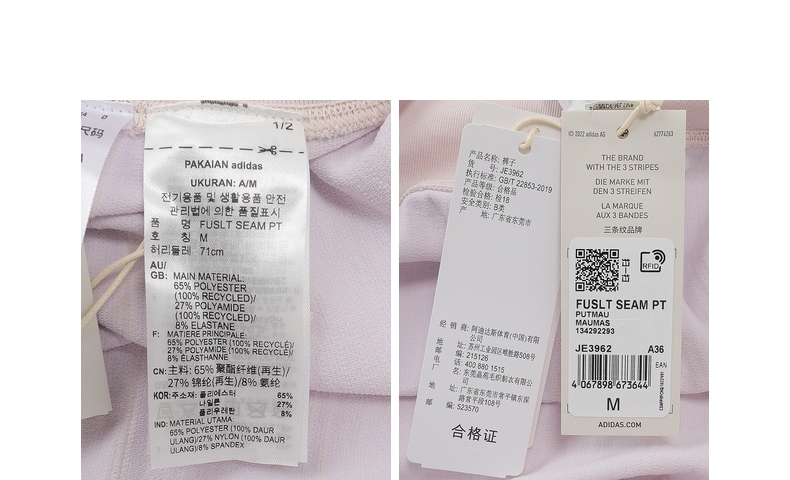 尺码
1/2
PAKAIAN adidas
UKURAN: A/M
전기용품 및 생활용품 안전
관리법에 의한 품질표시
품 명 FUSLT SEAM PT
호 칭 M
허리둘레 71cm
AU/
GB: MAIN MATERIAL:
65% POLYESTER
(100% RECYCLED)/
27% POLYAMIDE
(100% RECYCLED)/
8% ELASTANE
F: MATIERE PRINCIPALE:
65% POLYESTER (100% RECYCLÉ)/
27% POLYAMIDE (100% RECYCLÉ)/
8% ÉLASTHANNE
CN: 主料: 65% 聚酯纤维(再生)/
27% 锦纶(再生)/8% 氨纶
KOR: 주소재: 폴리에스터 65%
나일론 27%
폴리우레탄 8%
IND: MATERIAL UTAMA:
65% POLYESTER (100% DAUR
ULANG)/27% NYLON (100% DAUR
ULANG)/8% SPANDEX
产品名称: 裤子
货 号: JE3962
执行标准: GB/T 22853-2019
产品等级: 合格品
检验合格: 检18
安全类别: B类
产 地: 广东省东莞市
经 销 商: 阿迪达斯体育(中国)有限
公司
地 址: 苏州工业园区唯胜路508号
邮 编: 215126
电 话: 400 880 1515
厂 名: 东莞晶苑毛织制衣有限公
司
地 址: 广东省东莞市常平镇东深
路常平段108号
邮 编: 523570
合格证
© 2022 adidas AG
62774263
THE BRAND
WITH THE 3 STRIPES
DIE MARKE MIT
DEN 3 STREIFEN
LA MARQUE
AUX 3 BANDES
三条纹品牌
RFID
FUSLT SEAM PT
PUTMAU
MAUMAS
134292293
JE3962 A36
EAN
4 067898 673644
M
ADIDAS.COM